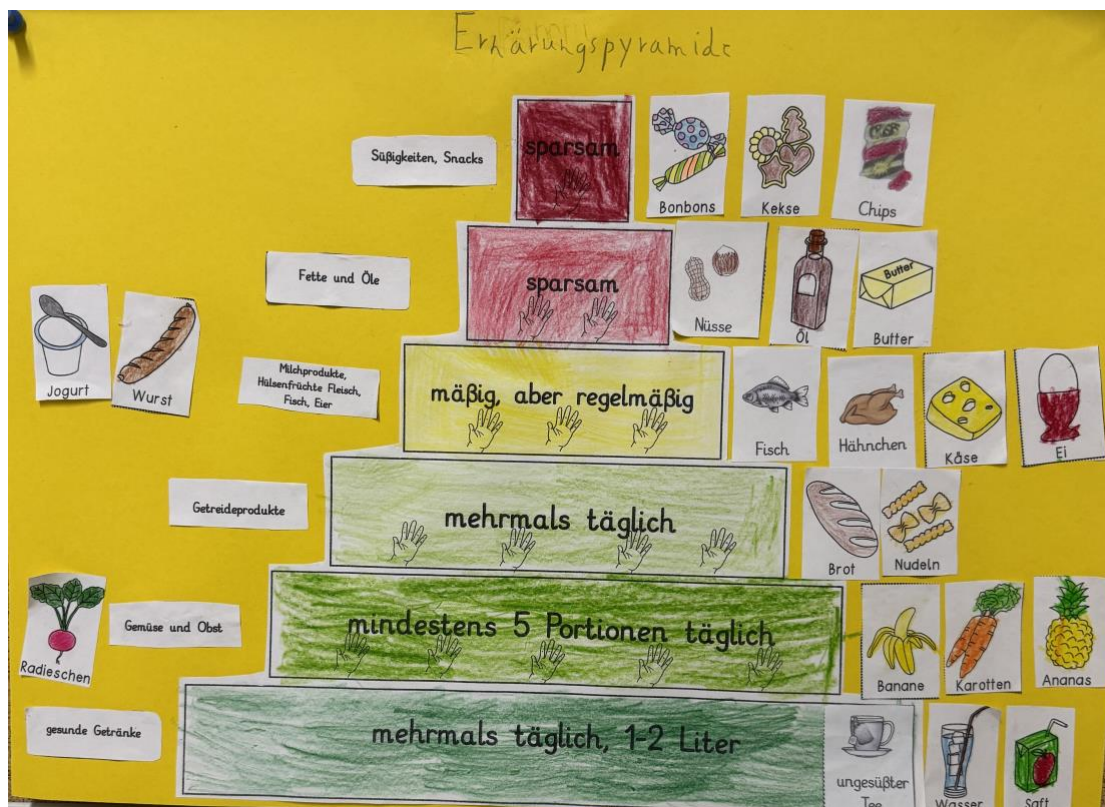 Ernärungspyramide
Süßigkeiten, Snacks
sparsam
Bonbons
Kekse
Chips
Fette und Öle
sparsam
Nüsse
Öl
Butter
Butter
Jogurt
Wurst
Milchprodukte,
Hülsenfrüchte Fleisch,
Fisch, Eier
mäßig, aber regelmäßig
Fisch
Hähnchen
Käse
Ei
Getreideprodukte
mehrmals täglich
Brot
Nudeln
Radieschen
Gemüse und Obst
mindestens 5 Portionen täglich
Banane
Karotten
Ananas
gesunde Getränke
mehrmals täglich, 1-2 Liter
ungesüßter
Tee
Wasser
Saft